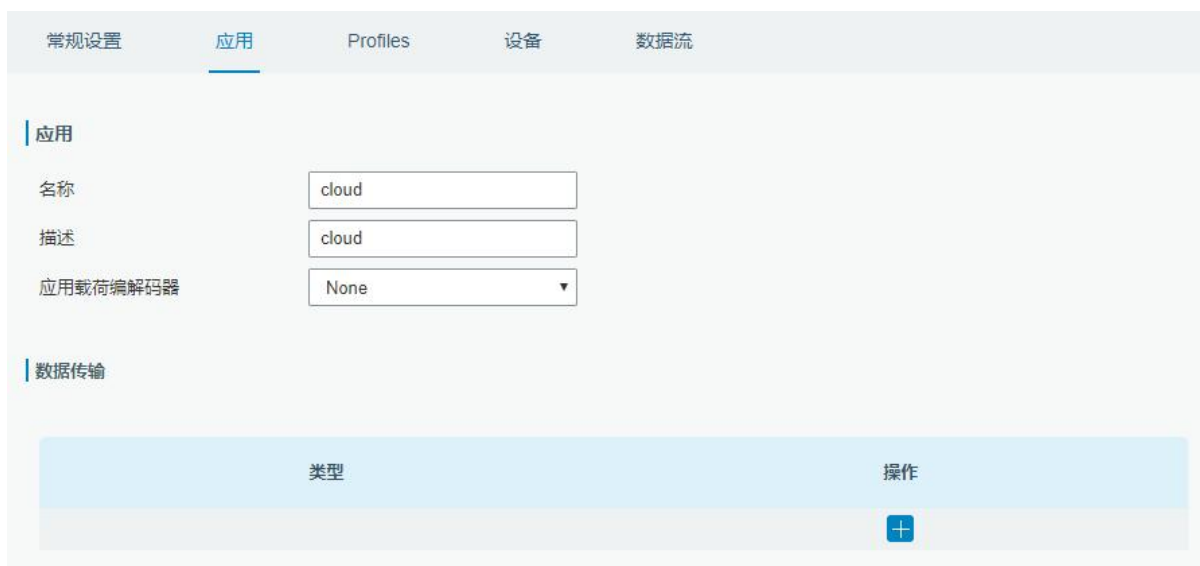 常规设置 应用 Profiles 设备 数据流
应用
名称 cloud
描述 cloud
应用载荷编解码器 None
数据传输
类型 操作